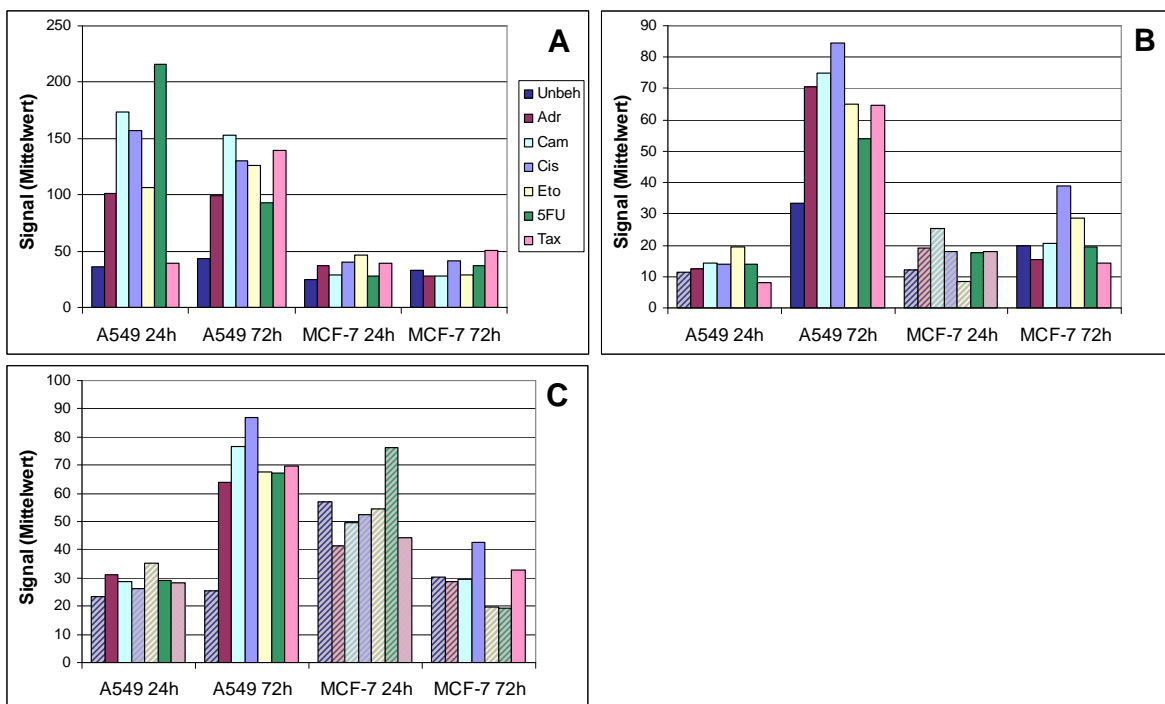 A
Signal (Mittelwert)
250
200
150
100
50
0
A549 24h A549 72h MCF-7 24h MCF-7 72h
Unbeh
Adr
Cam
Cis
Eto
5FU
Tax
B
Signal (Mittelwert)
90
80
70
60
50
40
30
20
10
0
A549 24h A549 72h MCF-7 24h MCF-7 72h
C
Signal (Mittelwert)
100
90
80
70
60
50
40
30
20
10
0
A549 24h A549 72h MCF-7 24h MCF-7 72h